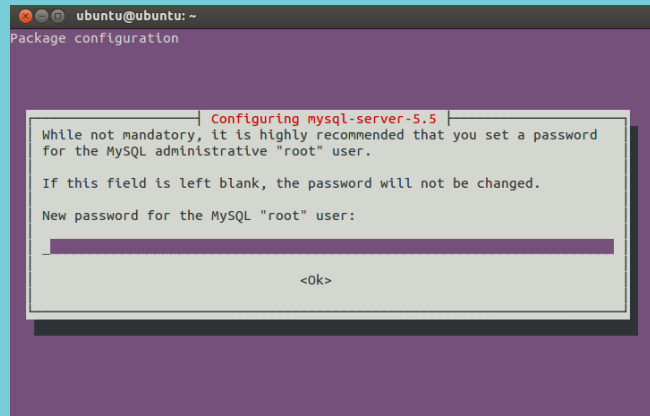 ubuntu@ubuntu: ~
Package configuration
Configuring mysql-server-5.5
While not mandatory, it is highly recommended that you set a password
for the MySQL administrative "root" user.
If this field is left blank, the password will not be changed.
New password for the MySQL "root" user:
<Ok>